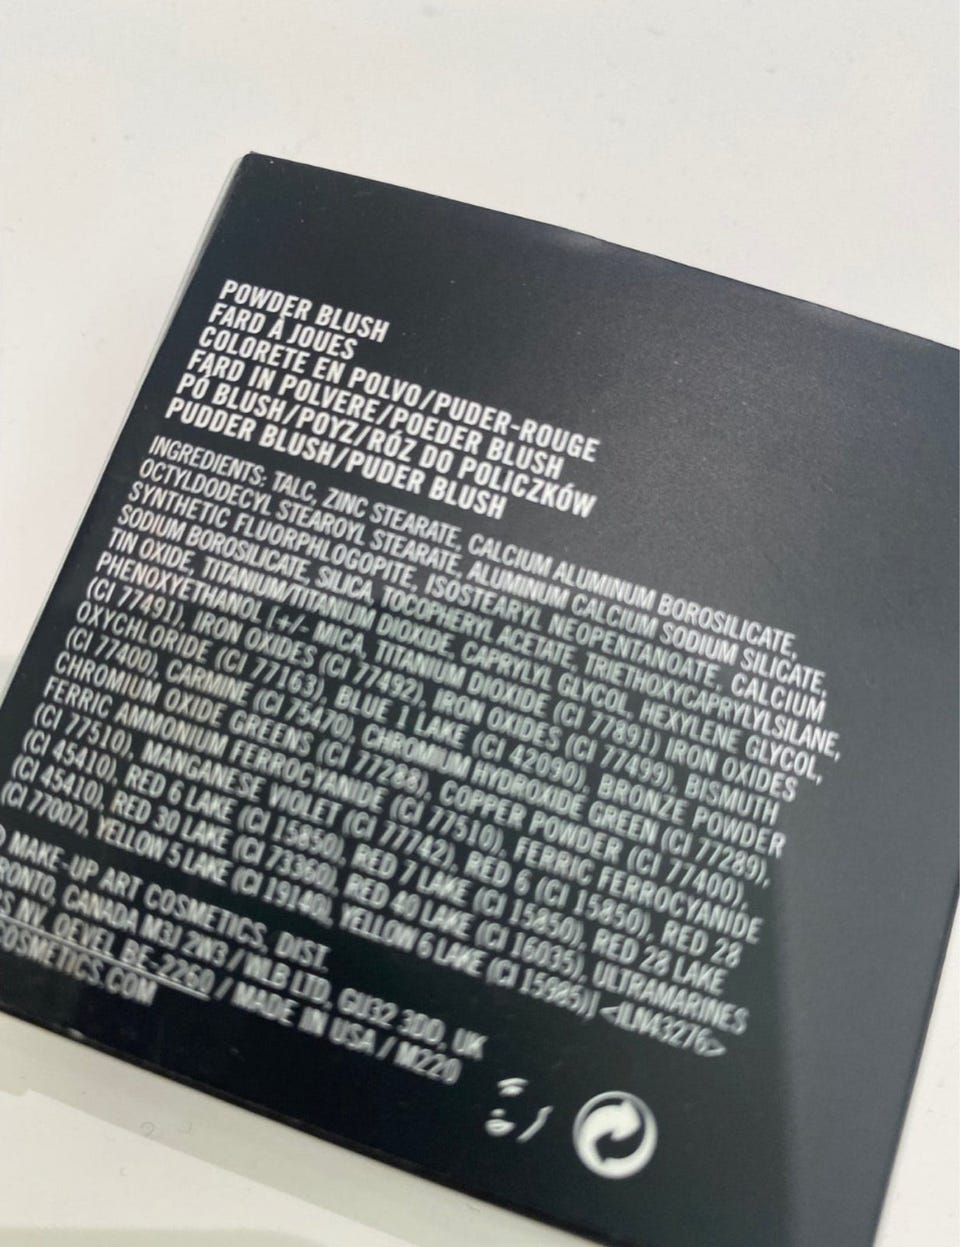 POWDER BLUSH
FARD À JOUES
COLORETE EN POLVO/PUDER-ROUGE
FARD IN POLVERE/POEDER BLUSH
PÓ BLUSH/POYZ/RÓŻ DO POLICZKÓW
PUDDER BLUSH/PUDER BLUSH
INGREDIENTS: TALC, ZINC STEARATE, CALCIUM ALUMINUM BOROSILICATE,
OCTYLDODECYL STEAROYL STEARATE, ALUMINUM CALCIUM SODIUM SILICATE,
SYNTHETIC FLUORPHLOGOPITE, ISOSTEARYL NEOPENTANOATE, CALCIUM
SODIUM BOROSILICATE, SILICA, TOCOPHERYL ACETATE, TRIETHOXYCAPRYLYLSILANE,
TIN OXIDE, TITANIUM/TITANIUM DIOXIDE, CAPRYLYL GLYCOL, HEXYLENE GLYCOL,
PHENOXYETHANOL [+/- MICA, TITANIUM DIOXIDE (CI 77891) IRON OXIDES
(CI 77491), IRON OXIDES (CI 77492), IRON OXIDES (CI 77499), BISMUTH
OXYCHLORIDE (CI 77163), BLUE 1 LAKE (CI 42090), BRONZE POWDER
(CI 77400), CARMINE (CI 75470), CHROMIUM HYDROXIDE GREEN (CI 77289),
CHROMIUM OXIDE GREENS (CI 77288), COPPER POWDER (CI 77400),
FERRIC AMMONIUM FERROCYANIDE (CI 77510), FERRIC FERROCYANIDE
(CI 77510), MANGANESE VIOLET (CI 77742), RED 6 (CI 15850), RED 28
(CI 45410), RED 6 LAKE (CI 15850), RED 7 LAKE (CI 15850), RED 28 LAKE
(CI 45410), RED 30 LAKE (CI 73360), RED 40 LAKE (CI 16035), ULTRAMARINES
(CI 77007), YELLOW 5 LAKE (CI 19140), YELLOW 6 LAKE (CI 15985)] <ILN43276>
MAKE-UP ART COSMETICS, DIST.
RONTO, CANADA M3J 2W3/WLB LTD, GU32 3DD, UK
NV, OEVEL BE-2260/MADE IN USA/M220
COSMETICS.COM